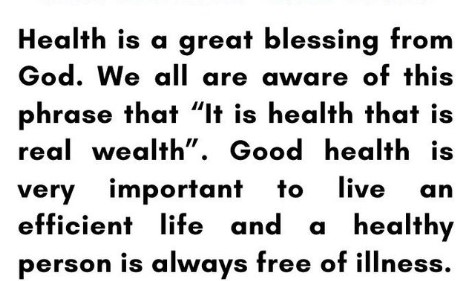 Health is a great blessing from
God. We all are aware of this
phrase that “It is health that is
real wealth”. Good health is
very important to live an
efficient life and a healthy
person is always free of illness.